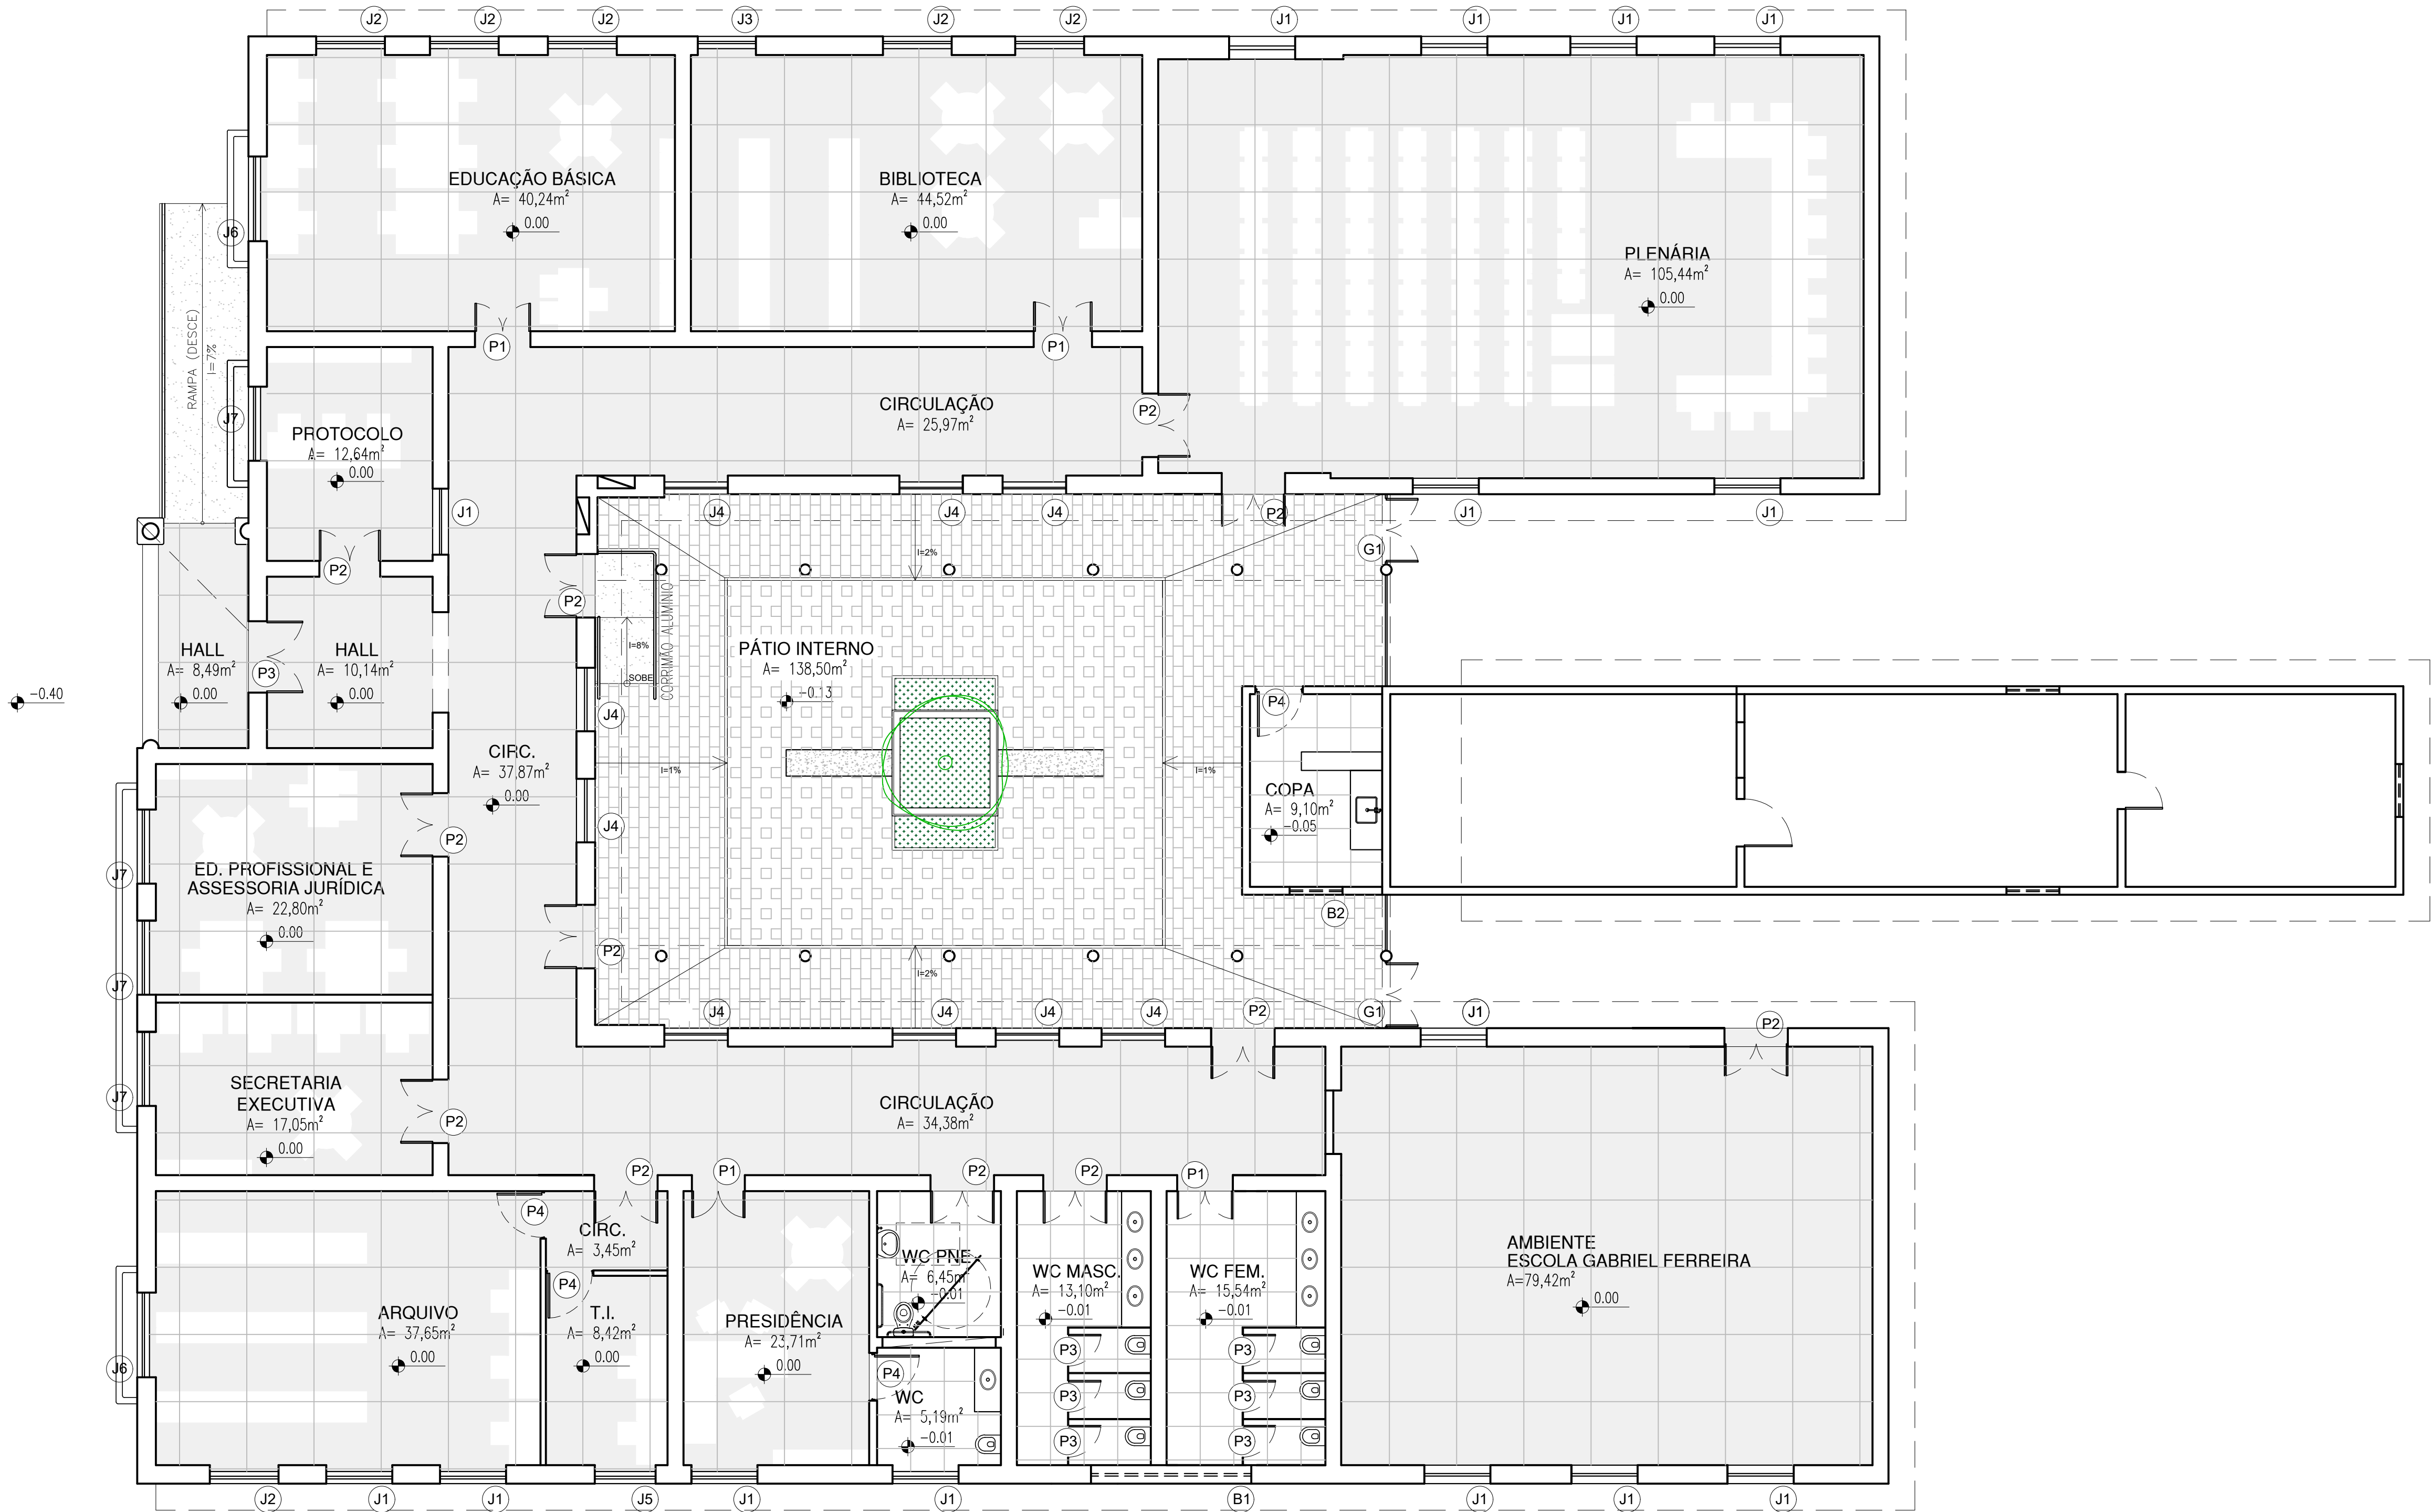 J2
J2
J2
J3
J2
J2
J1
J1
J1
J1
EDUCAÇÃO BÁSICA
A= 40,24m²
0.00
BIBLIOTECA
A= 44,52m²
0.00
PLENÁRIA
A= 105,44m²
0.00
J6
RAMPA (DESCE)
I=7%
J7
P1
P1
CIRCULAÇÃO
A= 25,97m²
P2
PROTOCOLO
A= 12,64m²
0.00
J1
J4
J4
J4
P2
J1
J1
G1
I=2%
P2
P2
CORRIMÃO ALUMÍNIO
I=8%
SOBE
HALL
A= 8,49m²
0.00
P3
HALL
A= 10,14m²
0.00
-0.40
PÁTIO INTERNO
A= 138,50m²
-0.13
J4
P4
CIRC.
A= 37,87m²
0.00
I=1%
I=1%
COPA
A= 9,10m²
-0.05
J4
P2
J7
ED. PROFISSIONAL E
ASSESSORIA JURÍDICA
A= 22,80m²
0.00
B2
P2
I=2%
J7
J4
J4
J4
J4
P2
G1
J1
P2
SECRETARIA
EXECUTIVA
A= 17,05m²
0.00
J7
P2
CIRCULAÇÃO
A= 34,38m²
P2
P1
P2
P2
P1
P4
CIRC.
A= 3,45m²
P4
WC PNE
A= 6,45m²
-0.01
WC MASC.
A= 13,10m²
-0.01
WC FEM.
A= 15,54m²
-0.01
AMBIENTE
ESCOLA GABRIEL FERREIRA
A=79,42m²
0.00
ARQUIVO
A= 37,65m²
0.00
T.I.
A= 8,42m²
0.00
PRESIDÊNCIA
A= 23,71m²
0.00
J6
P4
WC
A= 5,19m²
-0.01
P3
P3
P3
P3
P3
P3
J2
J1
J1
J5
J1
J1
B1
J1
J1
J1